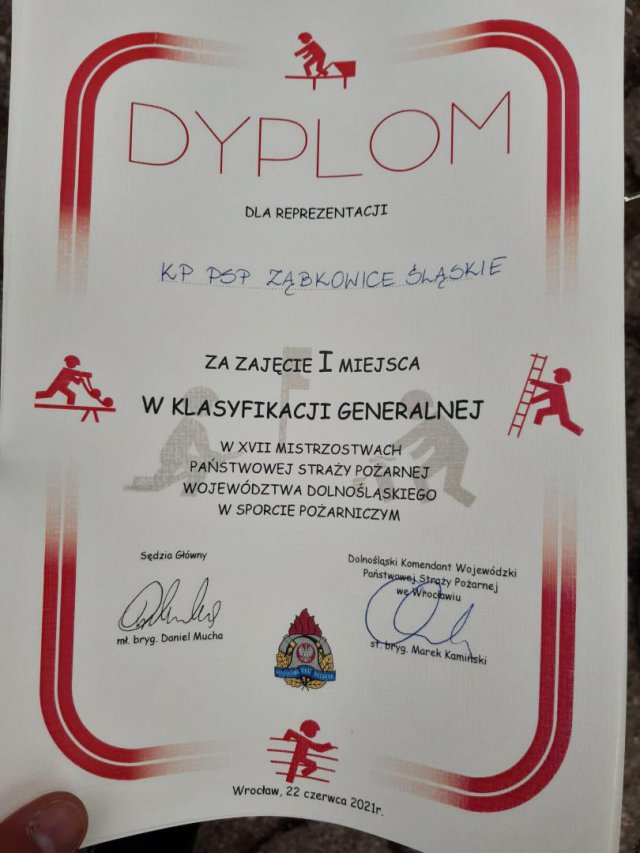 DYPLOM
DLA REPREZENTACJI
KP PSP ZĄBKOWICE ŚLĄSKIE
ZA ZAJĘCIE I MIEJSCA
W KLASYFIKACJI GENERALNEJ
W XVII MISTRZOSTWACH
PAŃSTWOWEJ STRAŻY POŻARNEJ
WOJEWÓDZTWA DOLNOŚLĄSKIEGO
W SPORCIE POŻARNICZYM
Sędzia Główny
mł. bryg. Daniel Mucha
Dolnośląski Komendant Wojewódzki
Państwowej Straży Pożarnej
we Wrocławiu
st. bryg. Marek Kamiński
Wrocław, 22 czerwca 2021r.